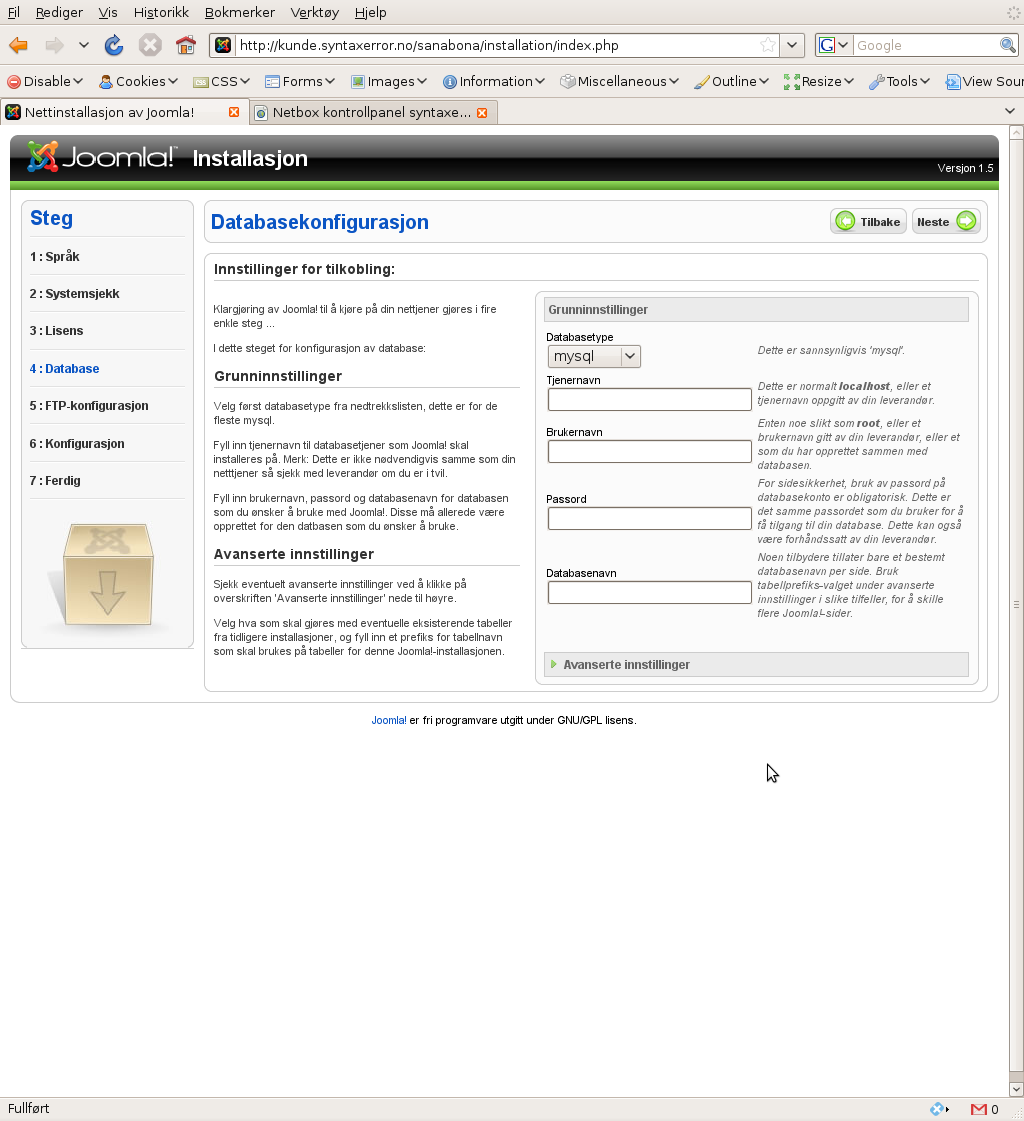 Fil Rediger Vis Historikk Bokmerker Verktøy Hjelp
http://kunde.syntaxerror.no/sanabona/installation/index.php
G Google
Disable Cookies CSS Forms Images Information Miscellaneous Outline Resize Tools View Sour
Nettinstallasjon av Joomla! Netbox kontrollpanel syntaxe...
Joomla! Installasjon
Versjon 1.5
Steg
1 : Språk
2 : Systemsjekk
3 : Lisens
4 : Database
5 : FTP-konfigurasjon
6 : Konfigurasjon
7 : Ferdig
Databasekonfigurasjon
Tilbake Neste
Innstillinger for tilkobling:
Klargjøring av Joomla! til å kjøre på din nettjener gjøres i fire
enkle steg ...
I dette steget for konfigurasjon av database:
Grunninnstillinger
Velg først databasetype fra nedtrekkslisten, dette er for de
fleste mysql.
Fyll inn tjenernavn til databasetjener som Joomla! skal
installeres på. Merk: Dette er ikke nødvendigvis samme som din
netttjener så sjekk med leverandør om du er i tvil.
Fyll inn brukernavn, passord og databasenavn for databasen
som du ønsker å bruke med Joomla!. Disse må allerede være
opprettet for den datbasen som du ønsker å bruke.
Avanserte innstillinger
Sjekk eventuelt avanserte innstillinger ved å klikke på
overskriften 'Avanserte innstillinger' nede til høyre.
Velg hva som skal gjøres med eventuelle eksisterende tabeller
fra tidligere installasjoner, og fyll inn et prefiks for tabellnavn
som skal brukes på tabeller for denne Joomla!-installasjonen.
Grunninnstillinger
Databasetype
mysql
Dette er sannsynligvis 'mysql'.
Tjenernavn
Dette er normalt localhost, eller et
tjenernavn oppgitt av din leverandør.
Brukernavn
Enten noe slikt som root, eller et
brukernavn gitt av din leverandør, eller et
som du har opprettet sammen med
databasen.
Passord
For sidesikkerhet, bruk av passord på
databasekonto er obligatorisk. Dette er
det samme passordet som du bruker for å
få tilgang til din database. Dette kan også
være forhåndssatt av din leverandør.
Databasenavn
Noen tilbydere tillater bare et bestemt
databasenavn per side. Bruk
tabellprefiks-valget under avanserte
innstillinger i slike tilfeller, for å skille
flere Joomla!-sider.
Avanserte innstillinger
Joomla! er fri programvare utgitt under GNU/GPL lisens.
Fullført
0